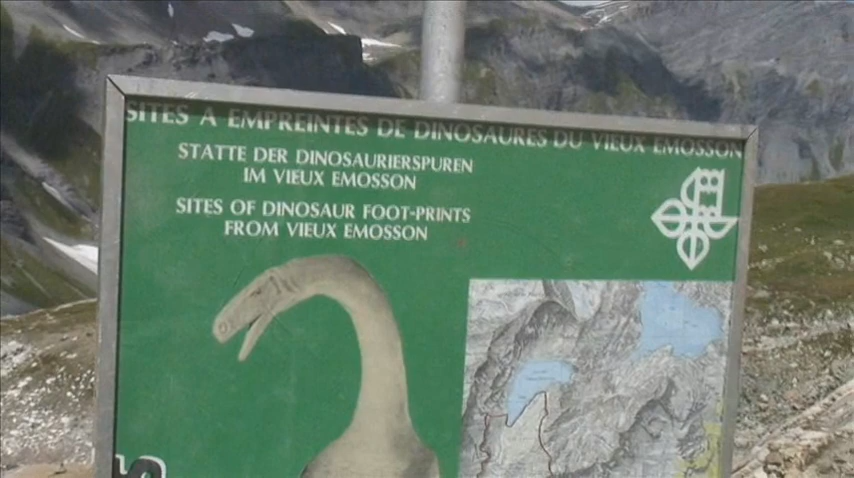 SITES A EMPREINTES DE DINOSAURES DU VIEUX EMOSSON
STATTE DER DINOSAURIERSPUREN
IM VIEUX EMOSSON
SITES OF DINOSAUR FOOT-PRINTS
FROM VIEUX EMOSSON